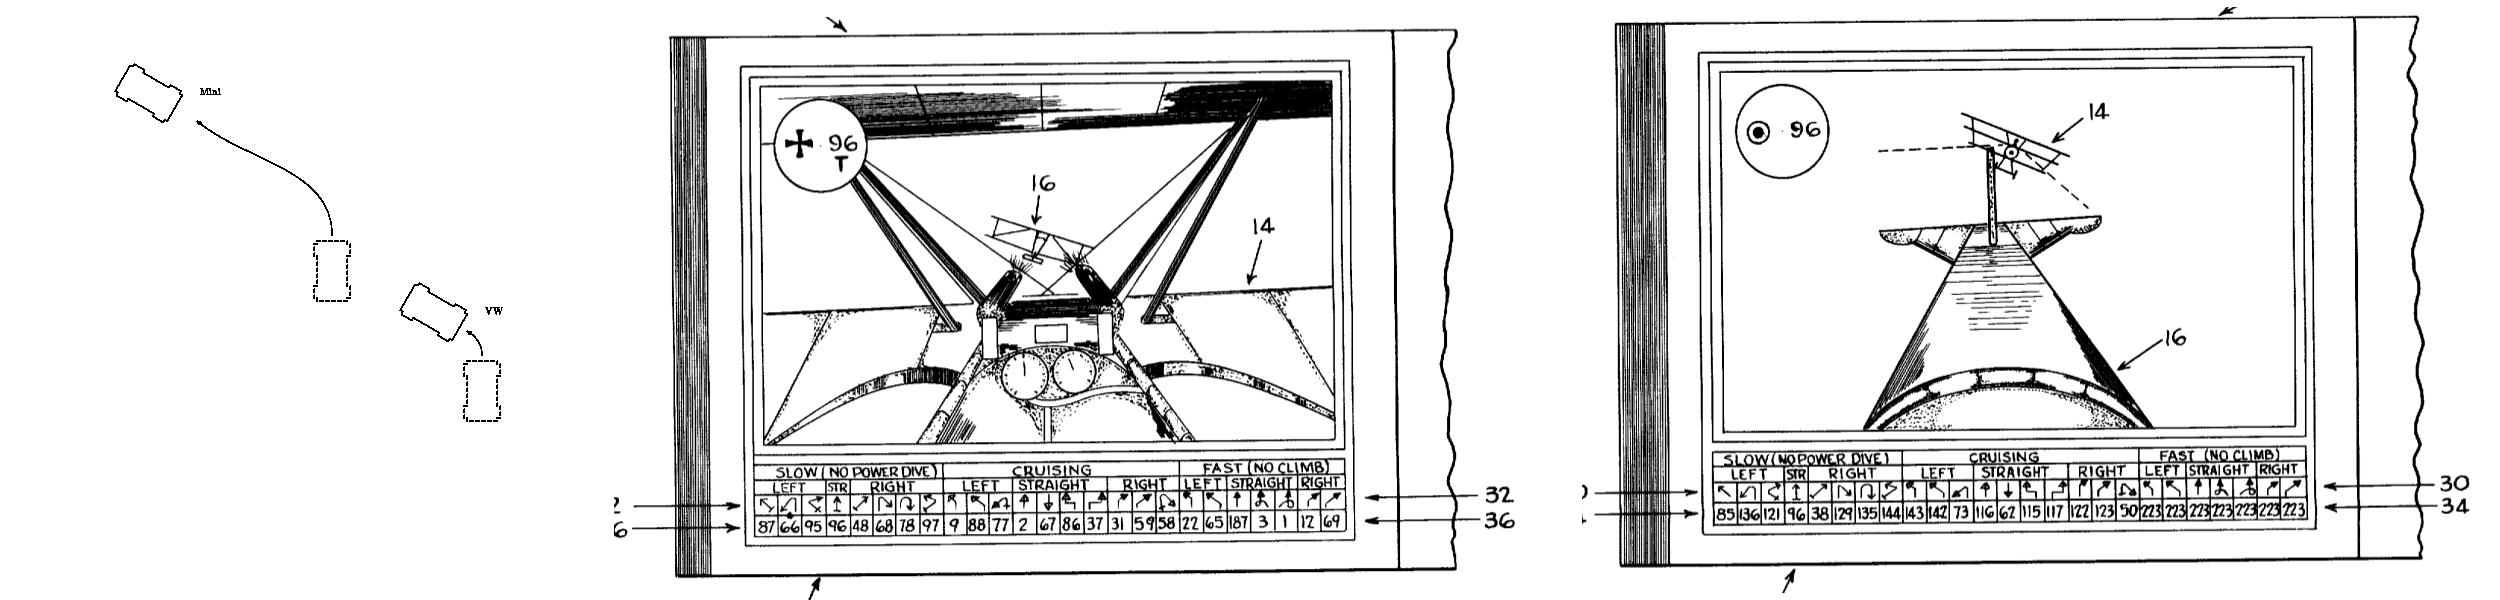 Mini
VW
96
T
16
14
SLOW (NO POWER DIVE) CRUISING FAST (NO CLIMB)
LEFT STR RIGHT LEFT STRAIGHT RIGHT LEFT STRAIGHT RIGHT
87 66 95 96 48 68 78 97 9 88 77 2 67 86 37 31 59 58 22 65 187 3 1 12 69
32
36
96
14
16
SLOW (NO POWER DIVE) CRUISING FAST (NO CLIMB)
LEFT STR RIGHT LEFT STRAIGHT RIGHT LEFT STRAIGHT RIGHT
85 136 121 96 38 129 135 144 143 142 73 116 62 115 117 122 123 50 223 223 223 223 223 223 223
30
34